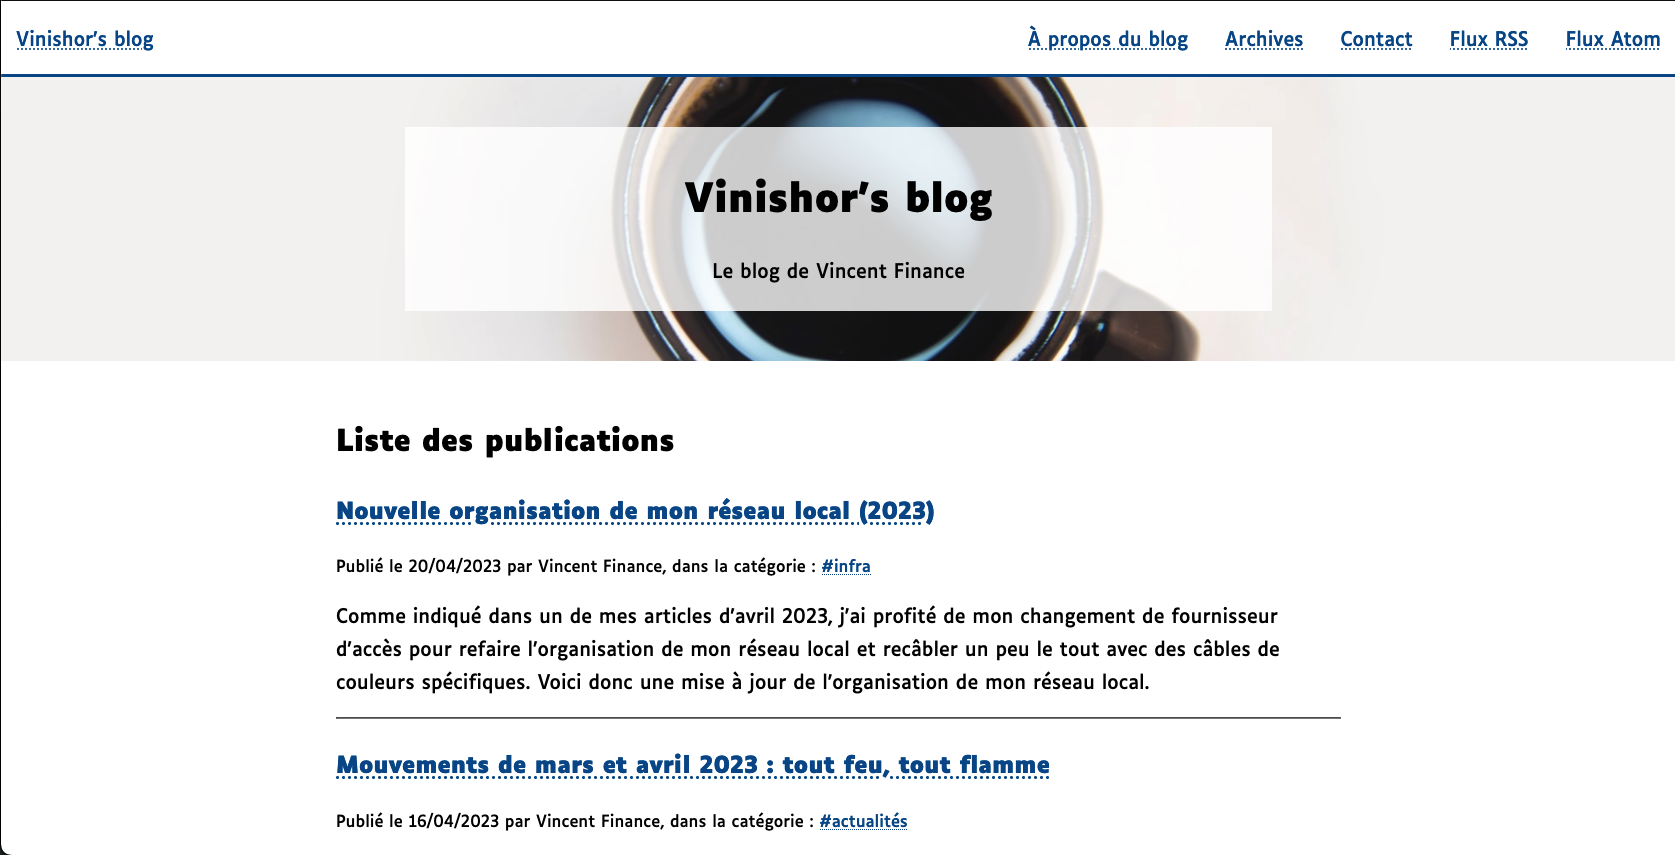 Vinishor's blog
À propos du blog Archives Contact Flux RSS Flux Atom
Vinishor's blog
Le blog de Vincent Finance
Liste des publications
Nouvelle organisation de mon réseau local (2023)
Publié le 20/04/2023 par Vincent Finance, dans la catégorie : #infra
Comme indiqué dans un de mes articles d'avril 2023, j'ai profité de mon changement de fournisseur
d'accès pour refaire l'organisation de mon réseau local et recâbler un peu le tout avec des câbles de
couleurs spécifiques. Voici donc une mise à jour de l'organisation de mon réseau local.
Mouvements de mars et avril 2023 : tout feu, tout flamme
Publié le 16/04/2023 par Vincent Finance, dans la catégorie : #actualités